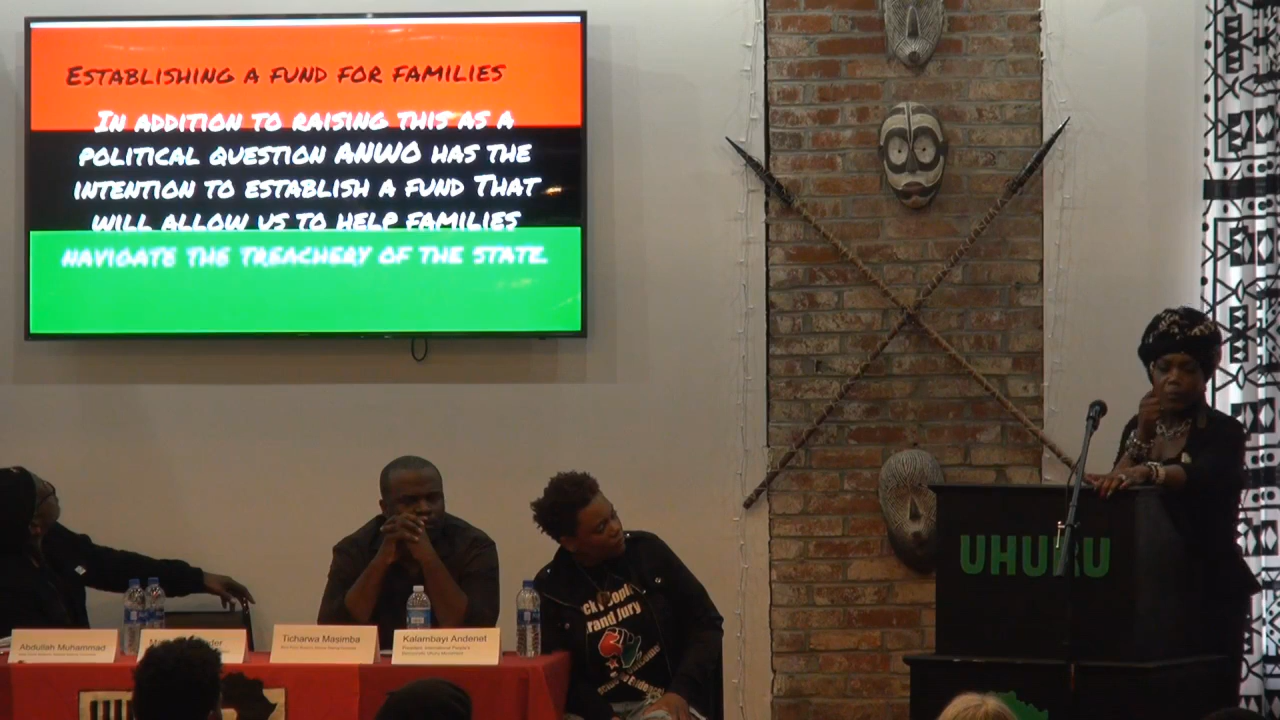 ESTABLISHING A FUND FOR FAMILIES
IN ADDITION TO RAISING THIS AS A
POLITICAL QUESTION ANWO HAS THE
INTENTION TO ESTABLISH A FUND THAT
WILL ALLOW US TO HELP FAMILIES
NAVIGATE THE TREACHERY OF THE STATE
UHURU
Abdullah Muhammad
Ticharwa Masimba
Kalambayi Andenet
President, International People's
Democratic Uhuru Movement
Grand Jury